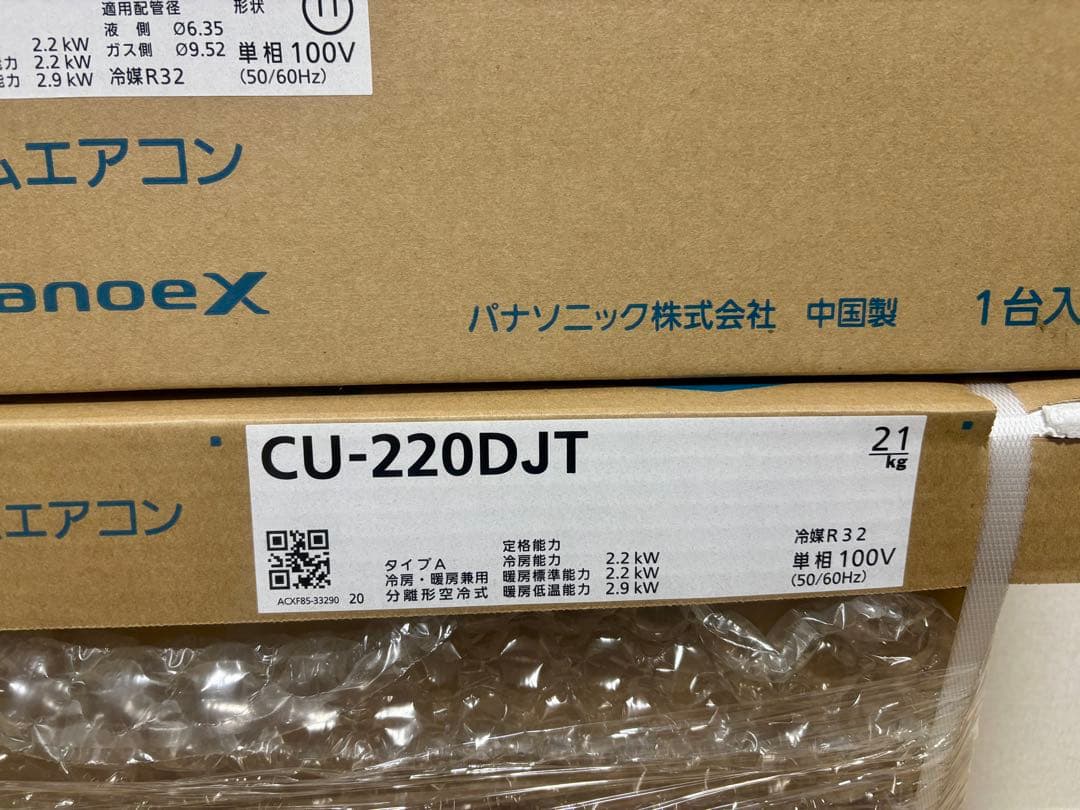 適用配管径 形状
液側 Ø6.35
ガス側 Ø9.52
2.2 kW
力 2.2 kW
能力 2.9 kW
冷媒R32
単相100V
(50/60Hz)
ムエアコン
anoeX
パナソニック株式会社 中国製 1台入
CU-220DJT
21
kg
エアコン
ACXF85-33290 20
タイプA
冷房・暖房兼用
分離形空冷式
定格能力
冷房能力 2.2 kW
暖房標準能力 2.2 kW
暖房低温能力 2.9 kW
冷媒R32
単相100V
(50/60Hz)